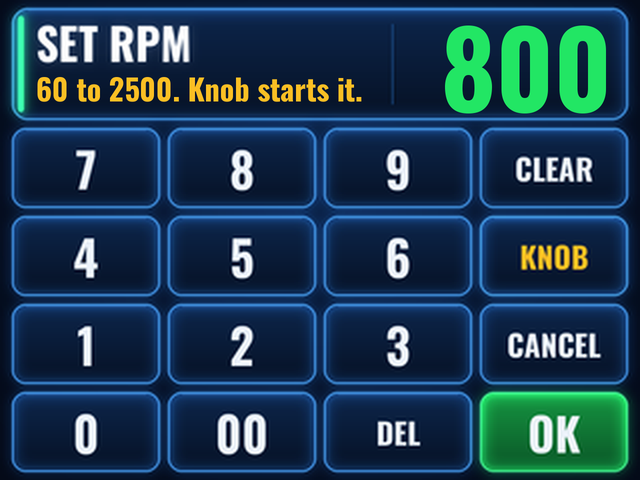 SET RPM
60 to 2500. Knob starts it.
800
7 8 9 CLEAR
4 5 6 KNOB
1 2 3 CANCEL
0 00 DEL OK